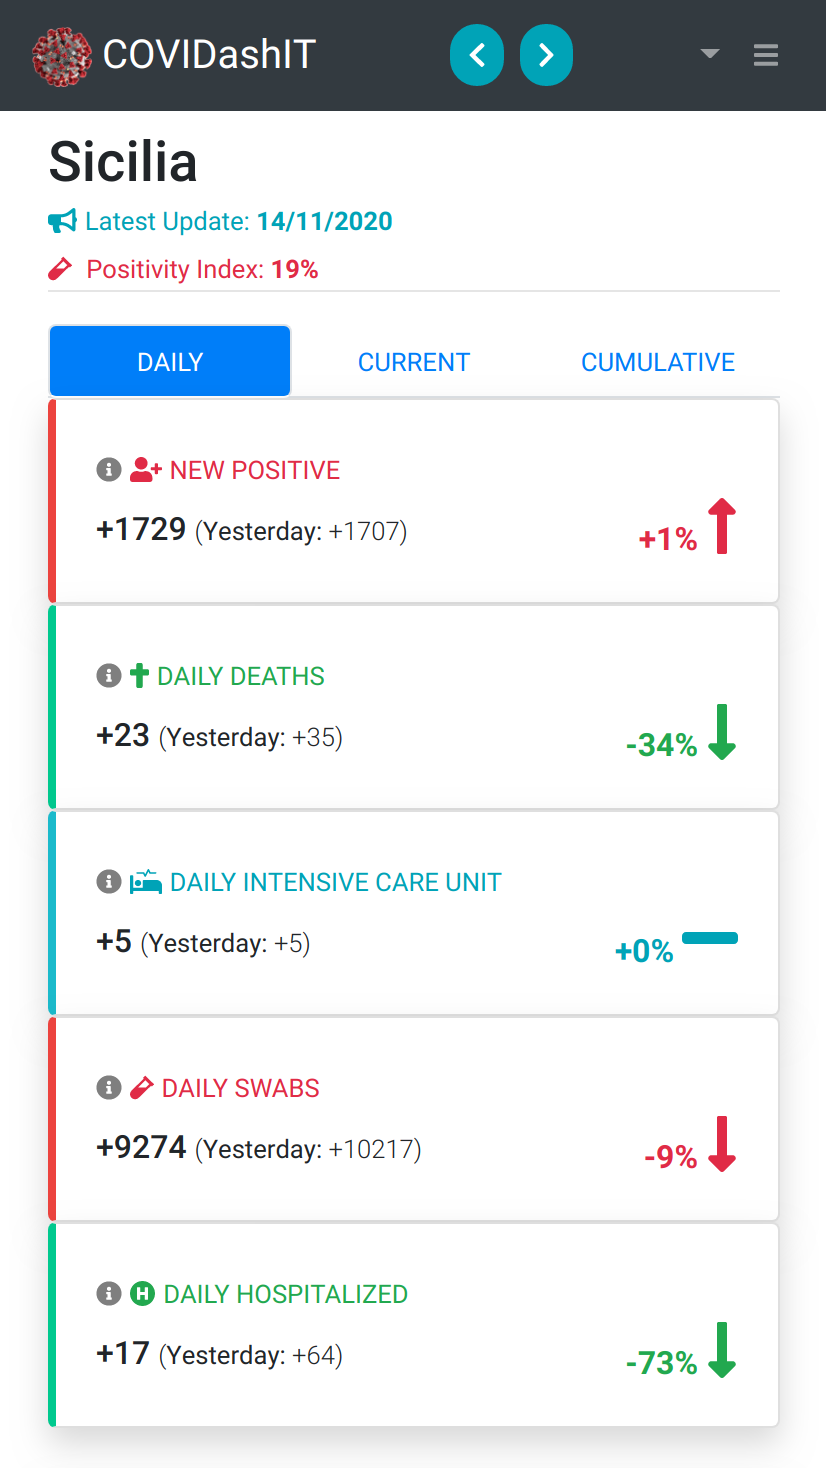 COVIDashIT
Sicilia
Latest Update: 14/11/2020
Positivity Index: 19%
DAILY CURRENT CUMULATIVE
NEW POSITIVE
+1729 (Yesterday: +1707)
+1%
DAILY DEATHS
+23 (Yesterday: +35)
-34%
DAILY INTENSIVE CARE UNIT
+5 (Yesterday: +5)
+0%
DAILY SWABS
+9274 (Yesterday: +10217)
-9%
H DAILY HOSPITALIZED
+17 (Yesterday: +64)
-73%